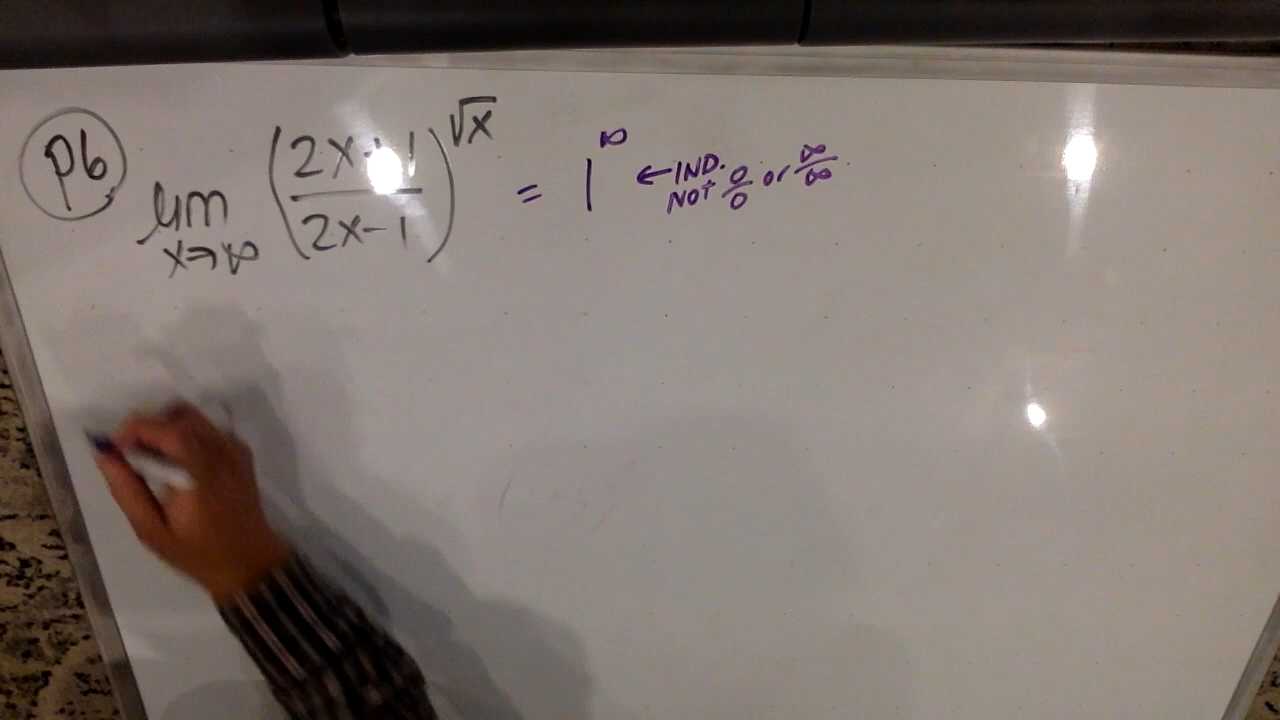 P6 lim x→∞ ((2x+1)/(2x-1))^√x = 1^∞ ← IND. NOT 0/0 or ∞/∞